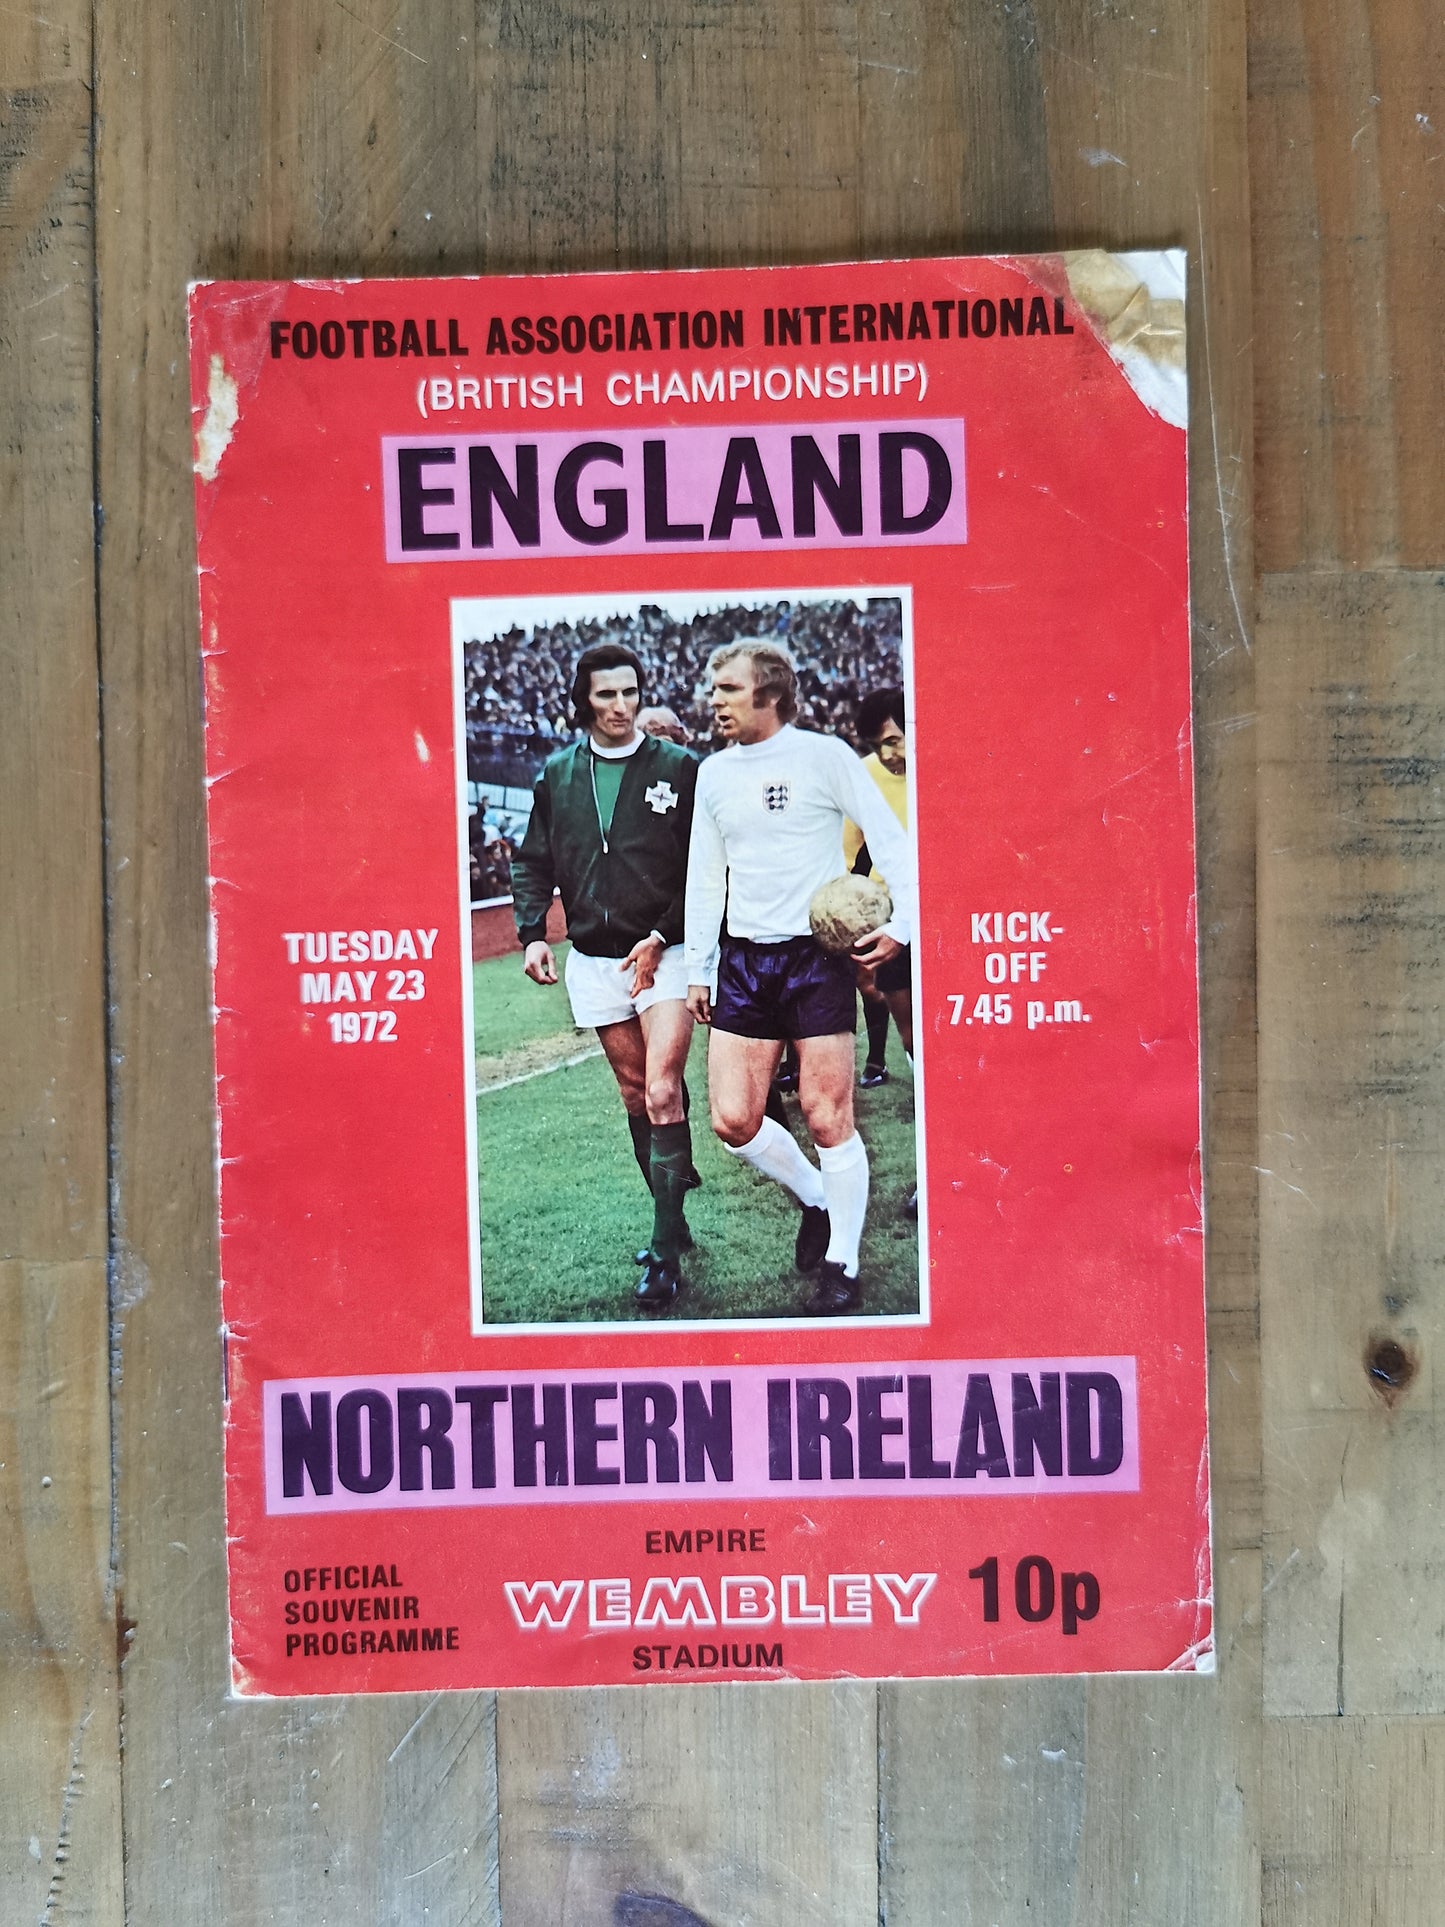 FOOTBALL ASSOCIATION INTERNATIONAL
(BRITISH CHAMPIONSHIP)
ENGLAND
TUESDAY
MAY 23
1972
KICK-
OFF
7.45 p.m.
NORTHERN IRELAND
OFFICIAL
SOUVENIR
PROGRAMME
EMPIRE
WEMBLEY
STADIUM
10p